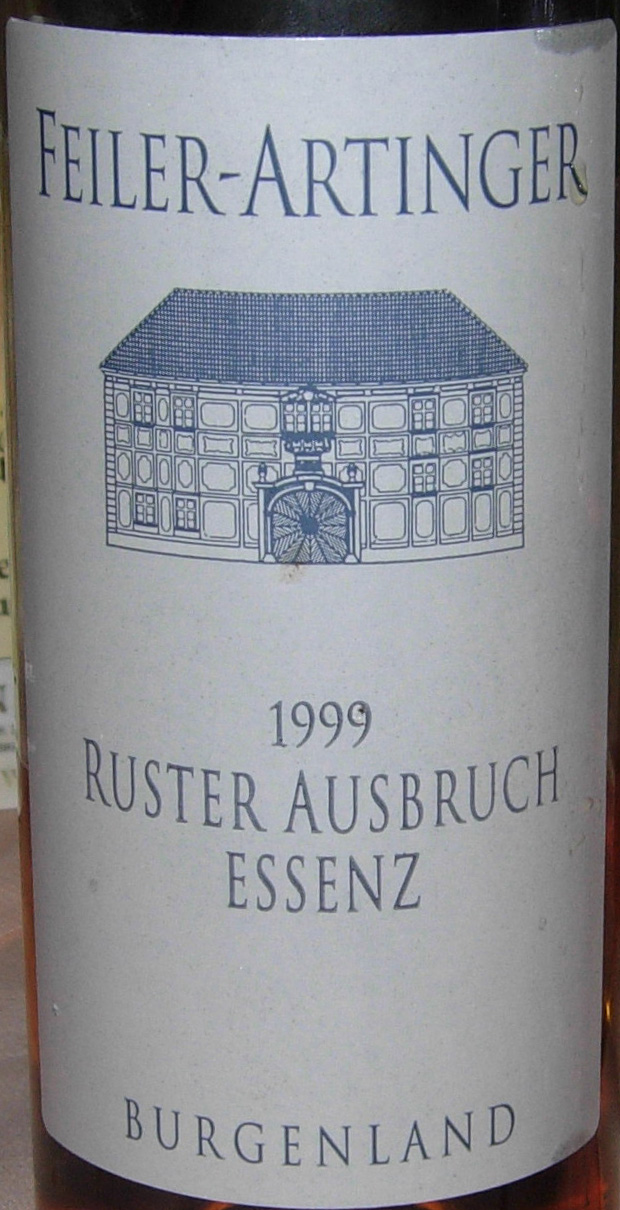 FEILER-ARTINGER
1999
RUSTER AUSBRUCH
ESSENZ
BURGENLAND